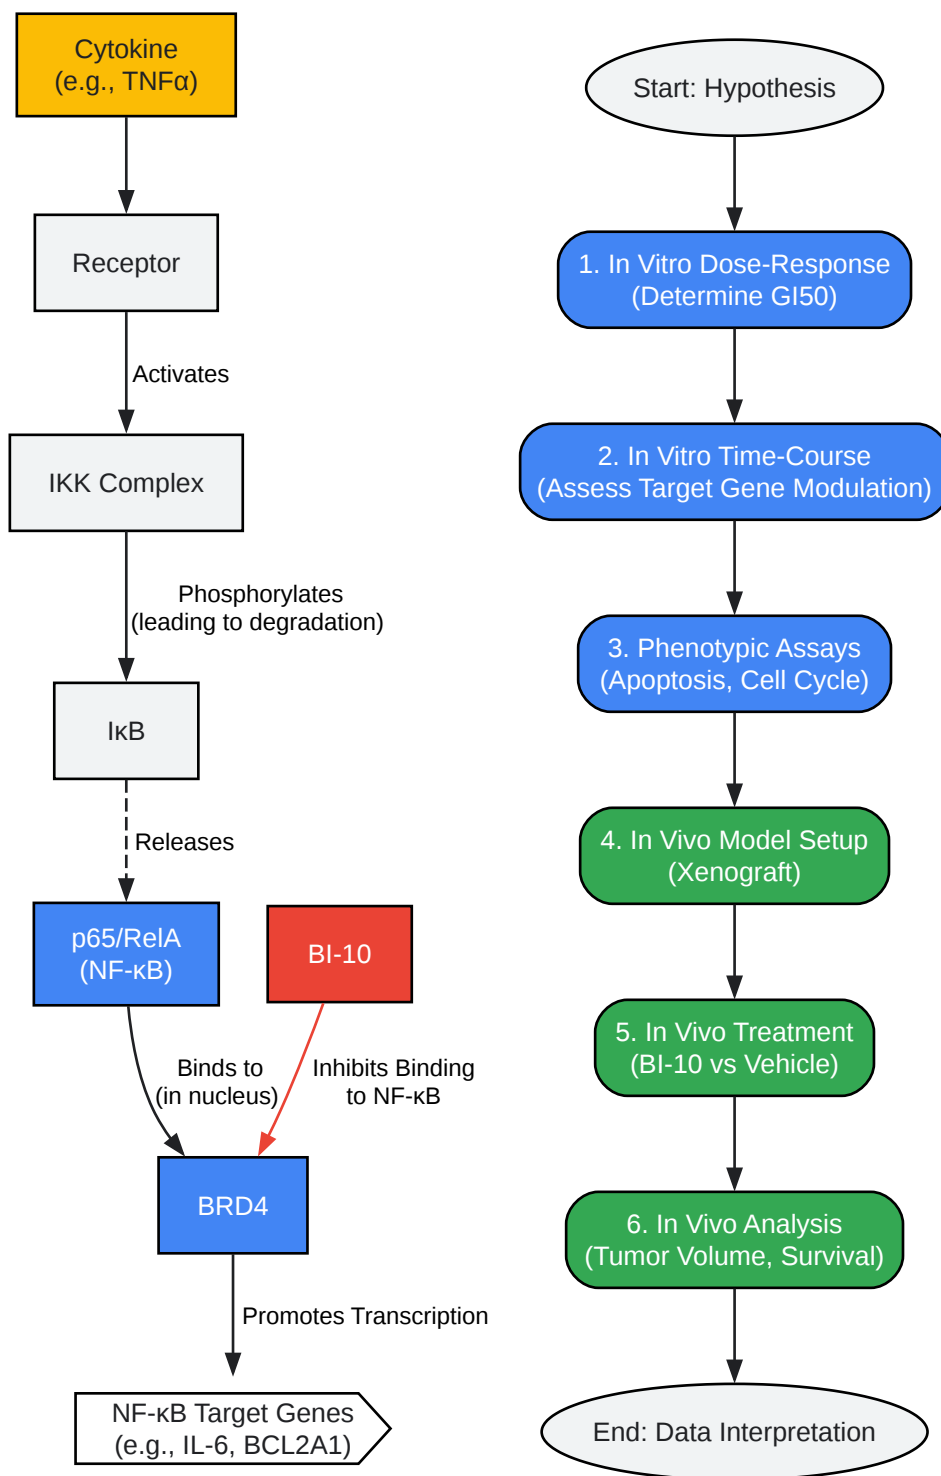 Cytokine
(e.g., TNFα)
Receptor
Activates
IKK Complex
Phosphorylates
(leading to degradation)
IκB
Releases
p65/RelA
(NF-κB)
BI-10
Binds to
(in nucleus)
Inhibits Binding
to NF-κB
BRD4
Promotes Transcription
NF-κB Target Genes
(e.g., IL-6, BCL2A1)
Start: Hypothesis
1. In Vitro Dose-Response
(Determine GI50)
2. In Vitro Time-Course
(Assess Target Gene Modulation)
3. Phenotypic Assays
(Apoptosis, Cell Cycle)
4. In Vivo Model Setup
(Xenograft)
5. In Vivo Treatment
(BI-10 vs Vehicle)
6. In Vivo Analysis
(Tumor Volume, Survival)
End: Data Interpretation